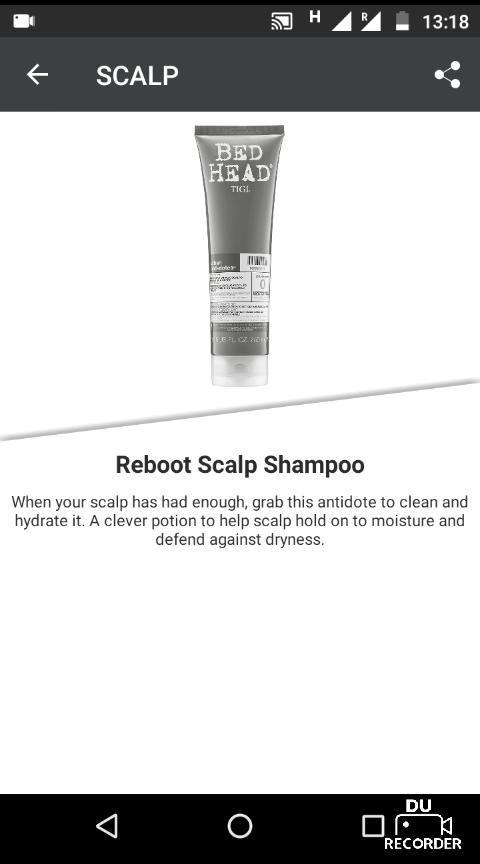 H
R
13:18
SCALP
BED
HEAD
TIGI
Reboot Scalp Shampoo
When your scalp has had enough, grab this antidote to clean and
hydrate it. A clever potion to help scalp hold on to moisture and
defend against dryness.
DU
RECORDER